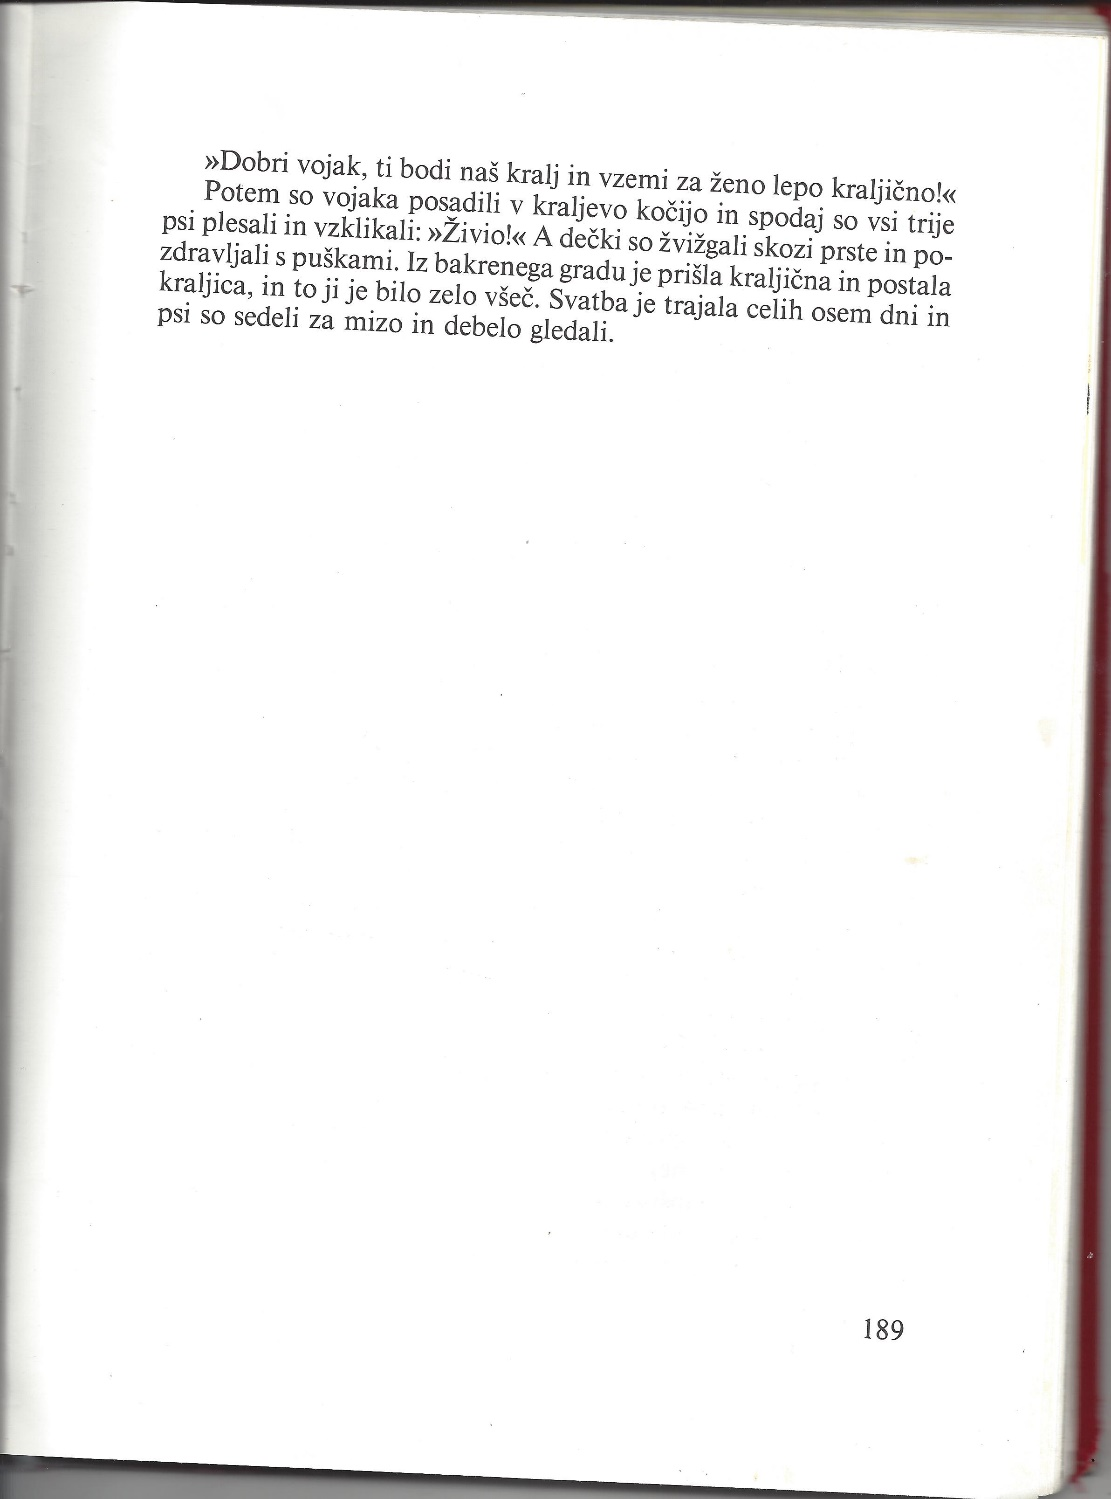 »Dobri vojak, ti bodi naš kralj in vzemi za ženo lepo kraljično!«
Potem so vojaka posadili v kraljevo kočijo in spodaj so vsi trije
psi plesali in vzklikali: »Živio!« A dečki so žvižgali skozi prste in po-
zdravljali s puškami. Iz bakrenega gradu je prišla kraljična in postala
kraljica, in to ji je bilo zelo všeč. Svatba je trajala celih osem dni in
psi so sedeli za mizo in debelo gledali.
189